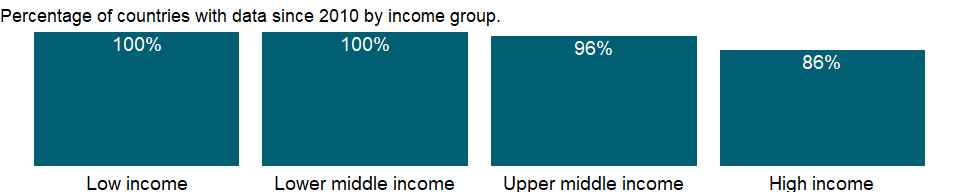 Percentage of countries with data since 2010 by income group.
100% 100% 96% 86%
Low income Lower middle income Upper middle income High income